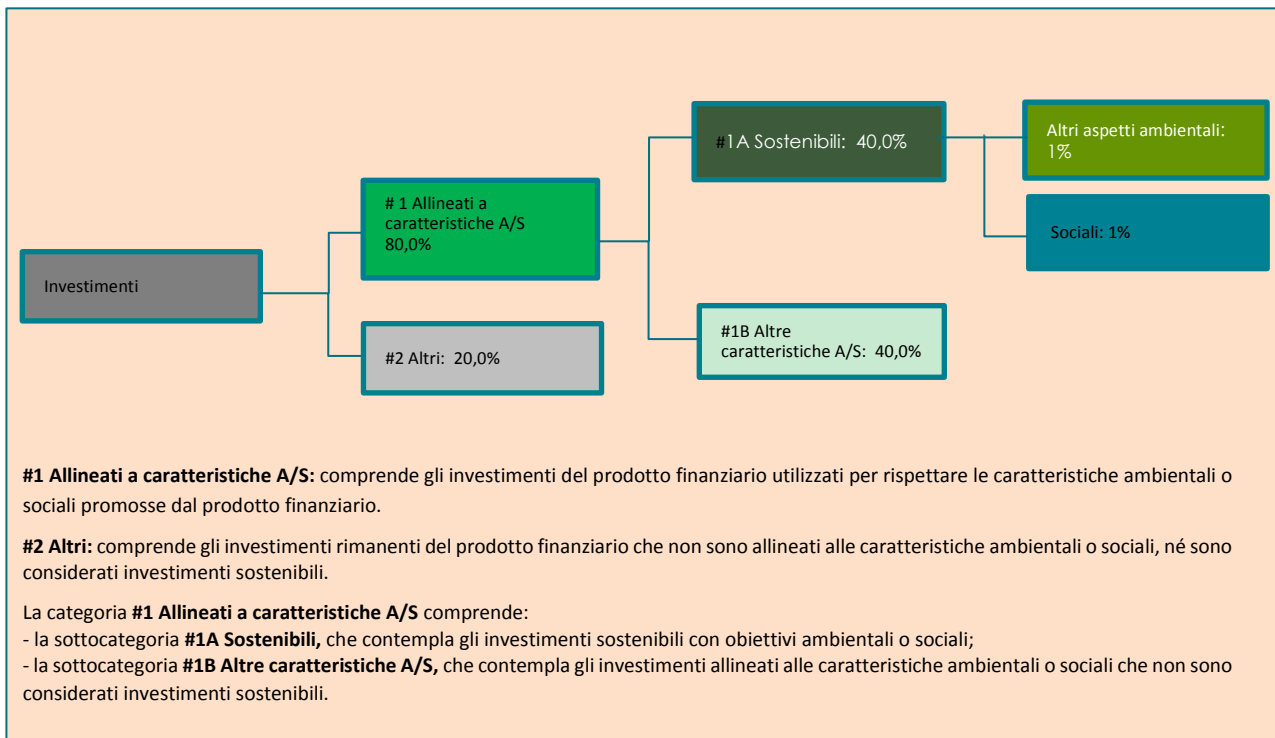 Investimenti
# 1 Allineati a
caratteristiche A/S
80,0%
#2 Altri: 20,0%
#1A Sostenibili: 40,0%
#1B Altre
caratteristiche A/S: 40,0%
Altri aspetti ambientali:
1%
Sociali: 1%
#1 Allineati a caratteristiche A/S: comprende gli investimenti del prodotto finanziario utilizzati per rispettare le caratteristiche ambientali o
sociali promosse dal prodotto finanziario.
#2 Altri: comprende gli investimenti rimanenti del prodotto finanziario che non sono allineati alle caratteristiche ambientali o sociali, né sono
considerati investimenti sostenibili.
La categoria #1 Allineati a caratteristiche A/S comprende:
- la sottocategoria #1A Sostenibili, che contempla gli investimenti sostenibili con obiettivi ambientali o sociali;
- la sottocategoria #1B Altre caratteristiche A/S, che contempla gli investimenti allineati alle caratteristiche ambientali o sociali che non sono
considerati investimenti sostenibili.